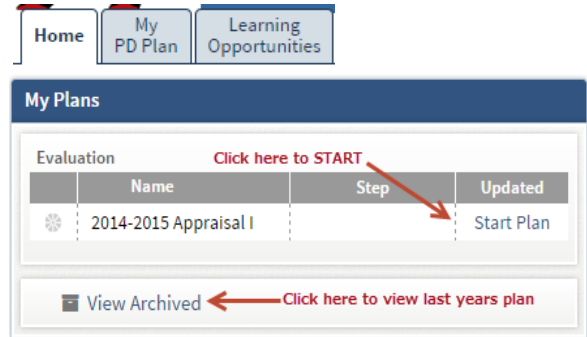 Home
My
PD Plan
Learning
Opportunities
My Plans
Evaluation Click here to START
Name Step Updated
2014-2015 Appraisal I Start Plan
View Archived Click here to view last years plan